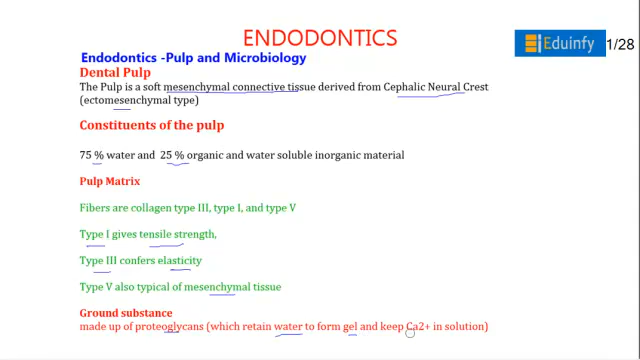 ENDODONTICS
Eduinfy
1/28
Endodontics -Pulp and Microbiology
Dental Pulp
The Pulp is a soft mesenchymal connective tissue derived from Cephalic Neural Crest
(ectomesenchymal type)
Constituents of the pulp
75 % water and 25 % organic and water soluble inorganic material
Pulp Matrix
Fibers are collagen type III, type I, and type V
Type I gives tensile strength,
Type III confers elasticity
Type V also typical of mesenchymal tissue
Ground substance
made up of proteoglycans (which retain water to form gel and keep Ca2+ in solution)